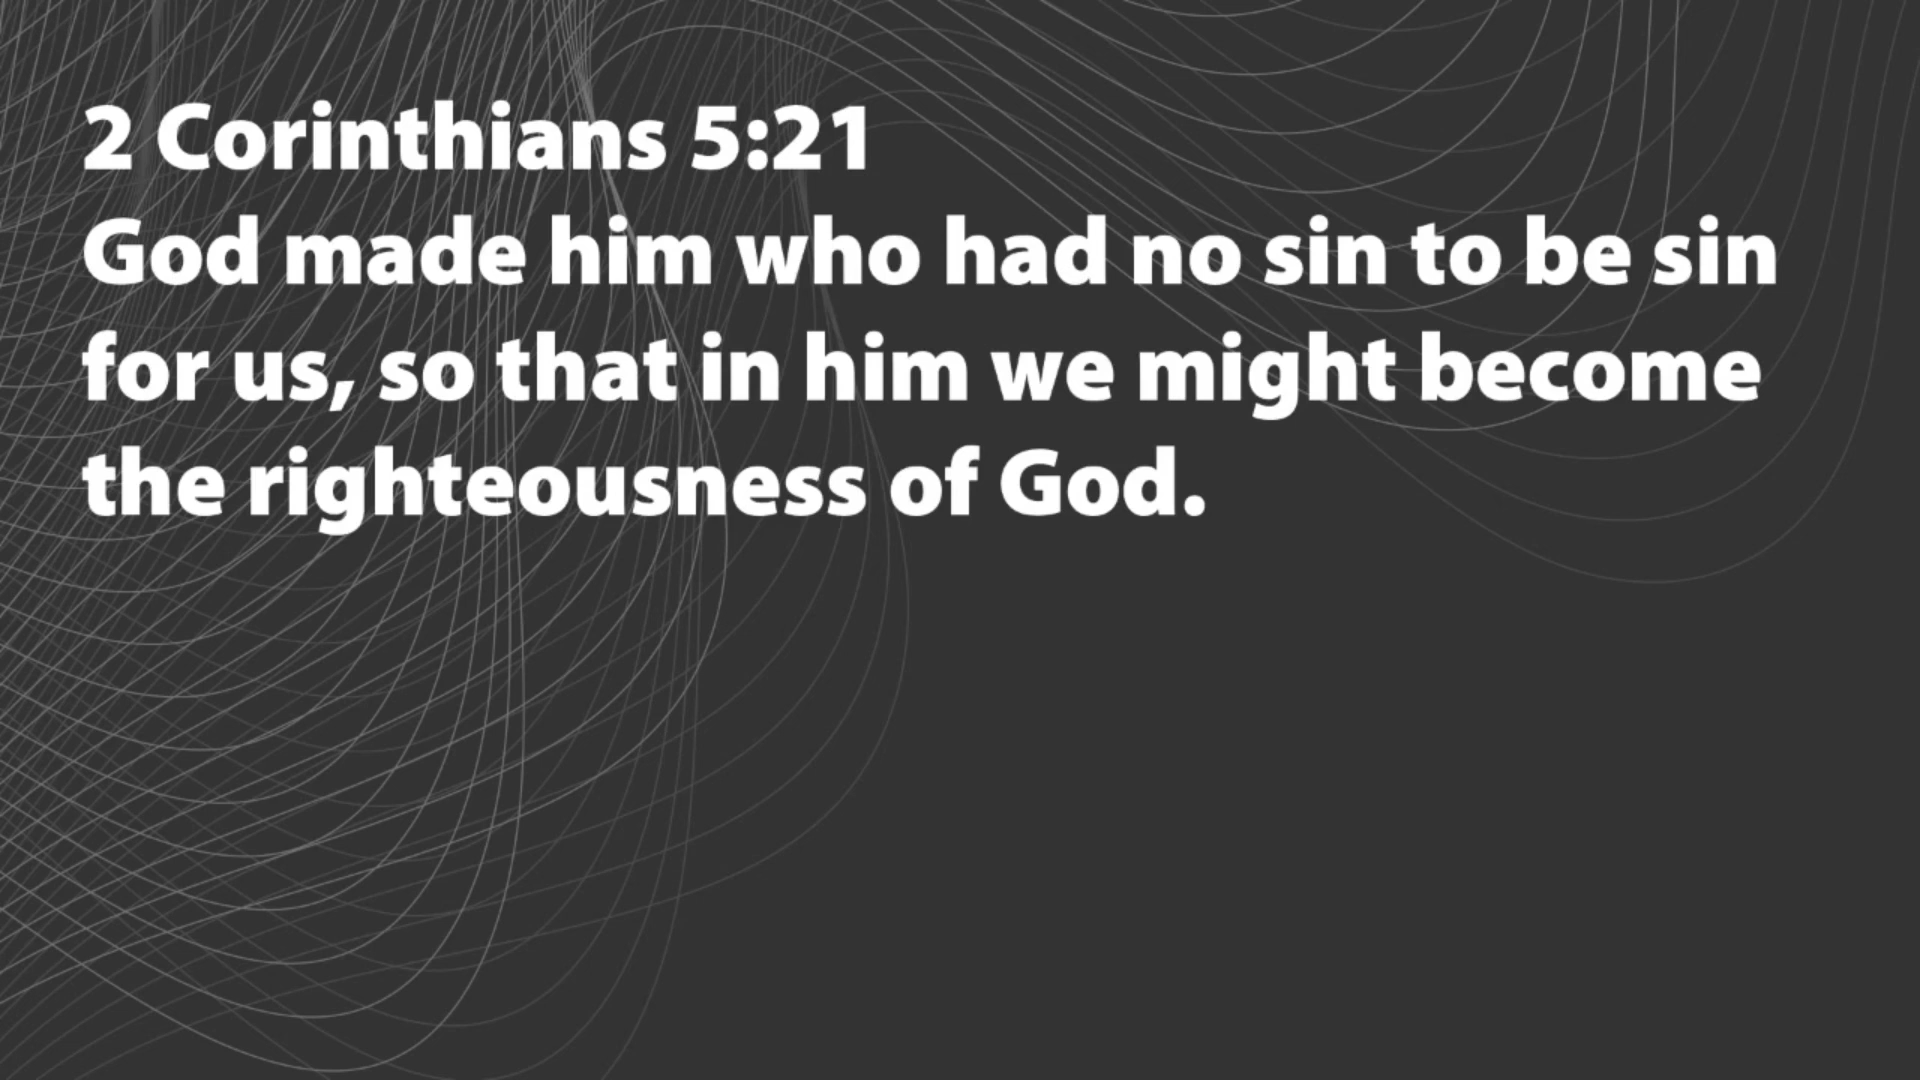 2 Corinthians 5:21
God made him who had no sin to be sin
for us, so that in him we might become
the righteousness of God.